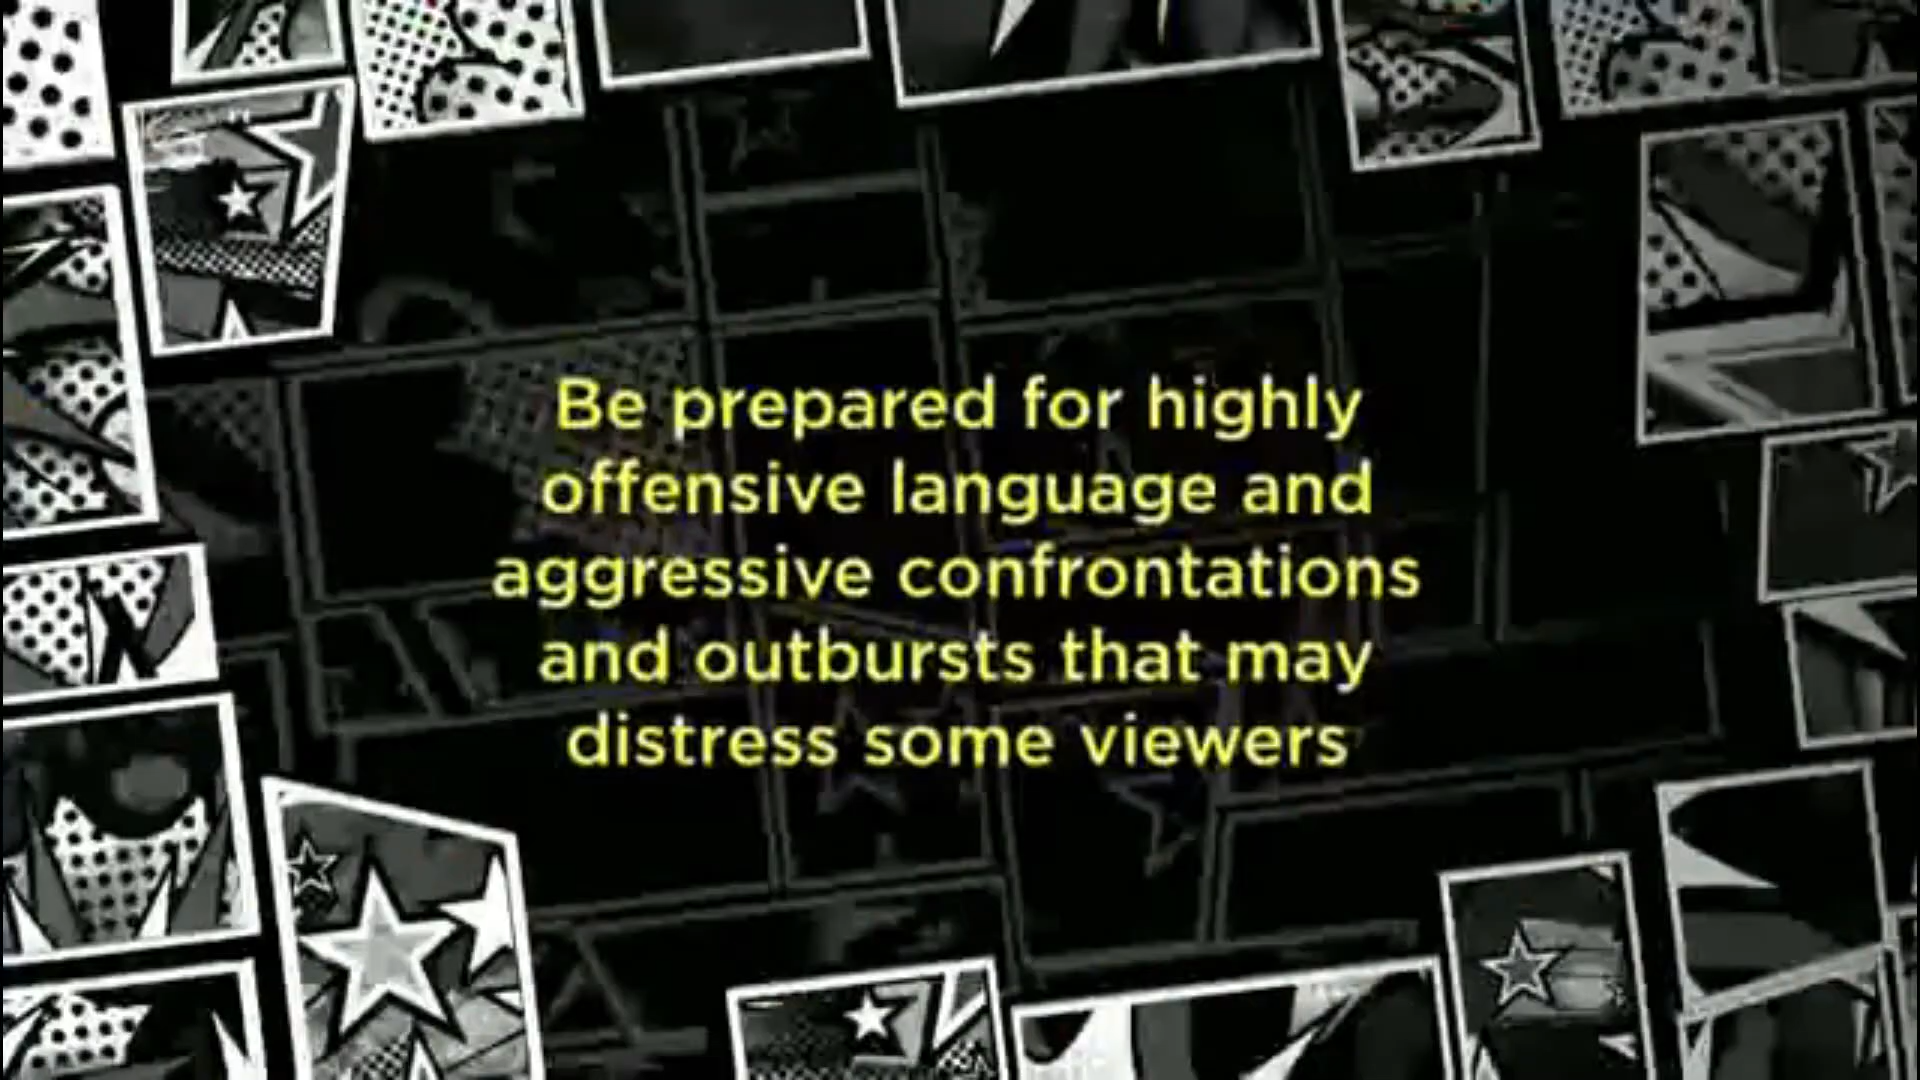 Be prepared for highly
offensive language and
aggressive confrontations
and outbursts that may
distress some viewers